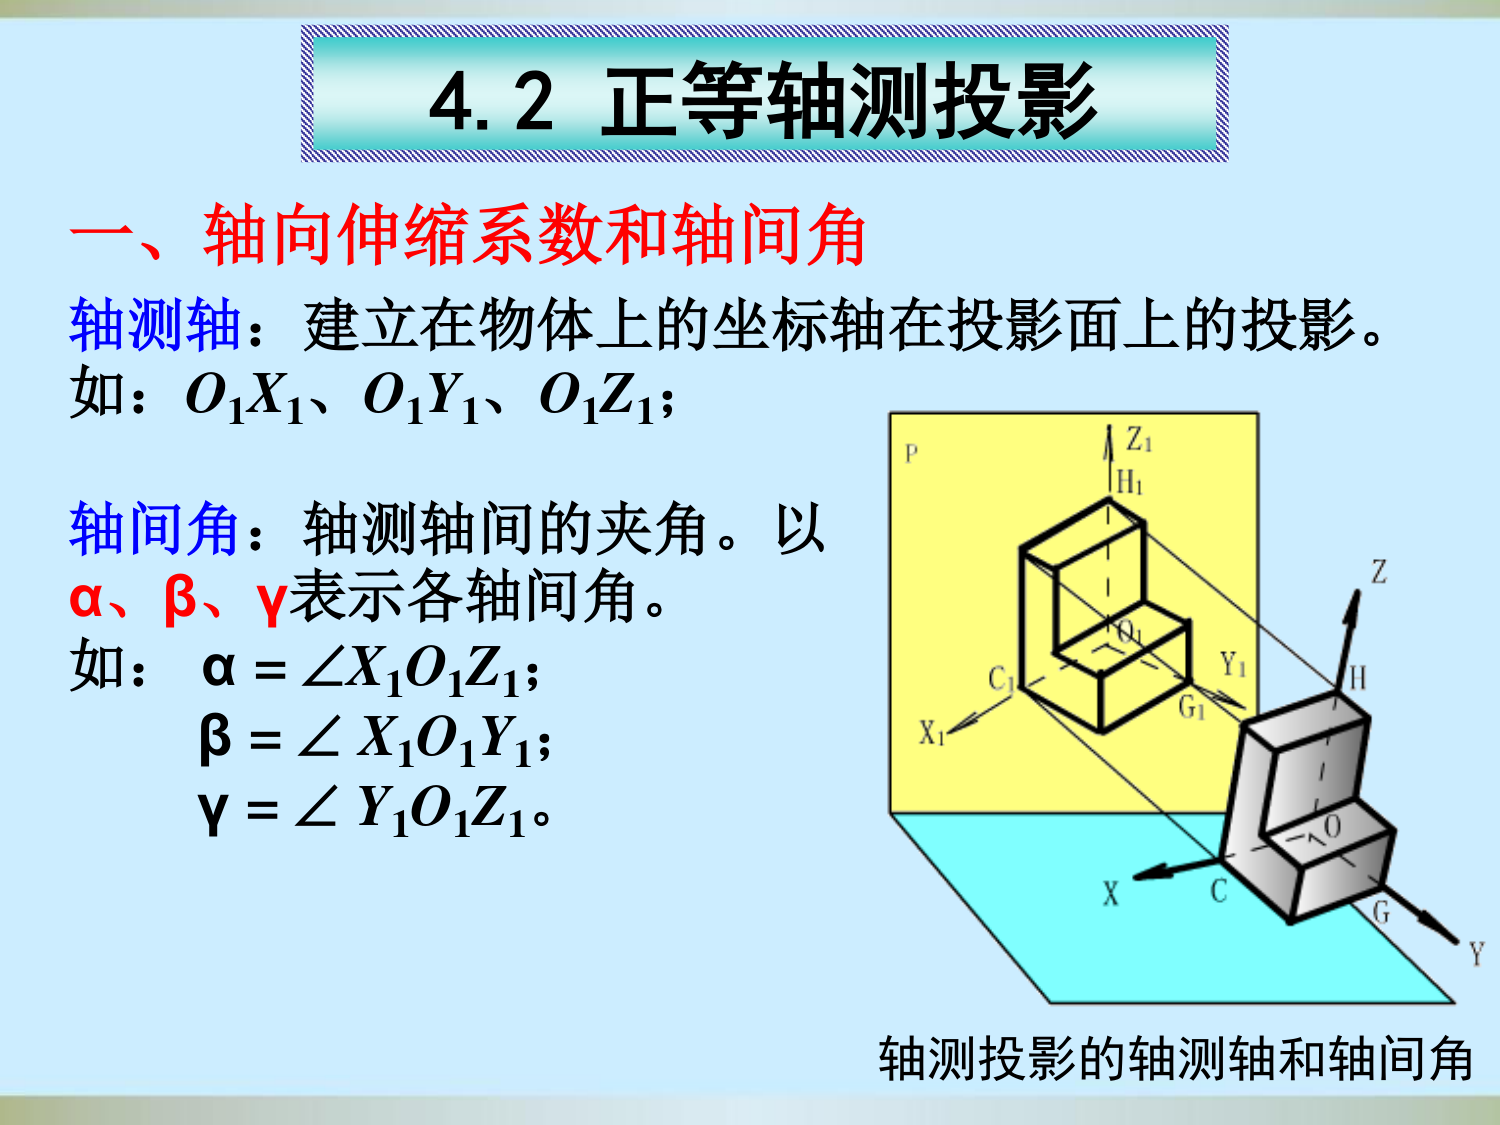 4.2 正等轴测投影
一、轴向伸缩系数和轴间角
轴测轴：建立在物体上的坐标轴在投影面上的投影。
如：O₁X₁、O₁Y₁、O₁Z₁；
轴间角：轴测轴间的夹角。以
α、β、γ表示各轴间角。
如： α = ∠X₁O₁Z₁；
β = ∠ X₁O₁Y₁；
γ = ∠ Y₁O₁Z₁。
P
Z₁
H₁
O₁
C₁
Y₁
G₁
X₁
Z
H
O
X
C
G
Y
轴测投影的轴测轴和轴间角